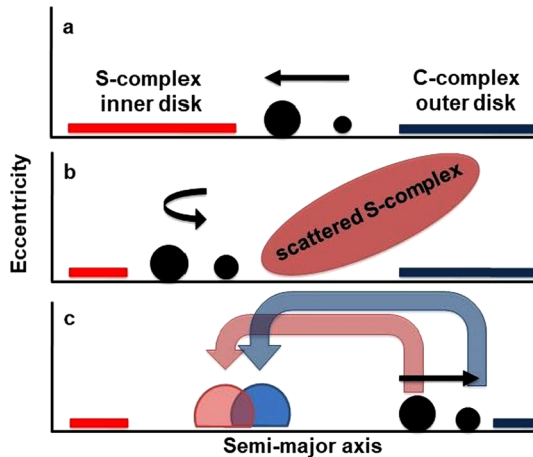 a
S-complex
inner disk
C-complex
outer disk
Eccentricity
b
scattered S-complex
c
Semi-major axis